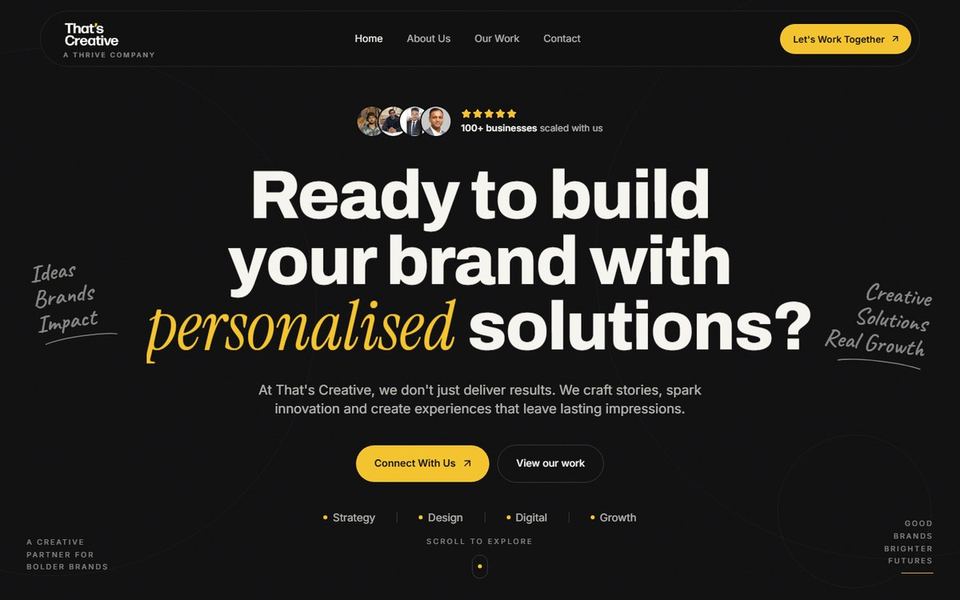 That's
Creative
A THRIVE COMPANY
Home
About Us
Our Work
Contact
Let's Work Together
100+ businesses scaled with us
Ready to build
your brand with
personalised solutions?
Ideas
Brands
Impact
Creative
Solutions
Real Growth
At That's Creative, we don't just deliver results. We craft stories, spark
innovation and create experiences that leave lasting impressions.
Connect With Us
View our work
Strategy
Design
Digital
Growth
SCROLL TO EXPLORE
A CREATIVE
PARTNER FOR
BOLDER BRANDS
GOOD
BRANDS
BRIGHTER
FUTURES